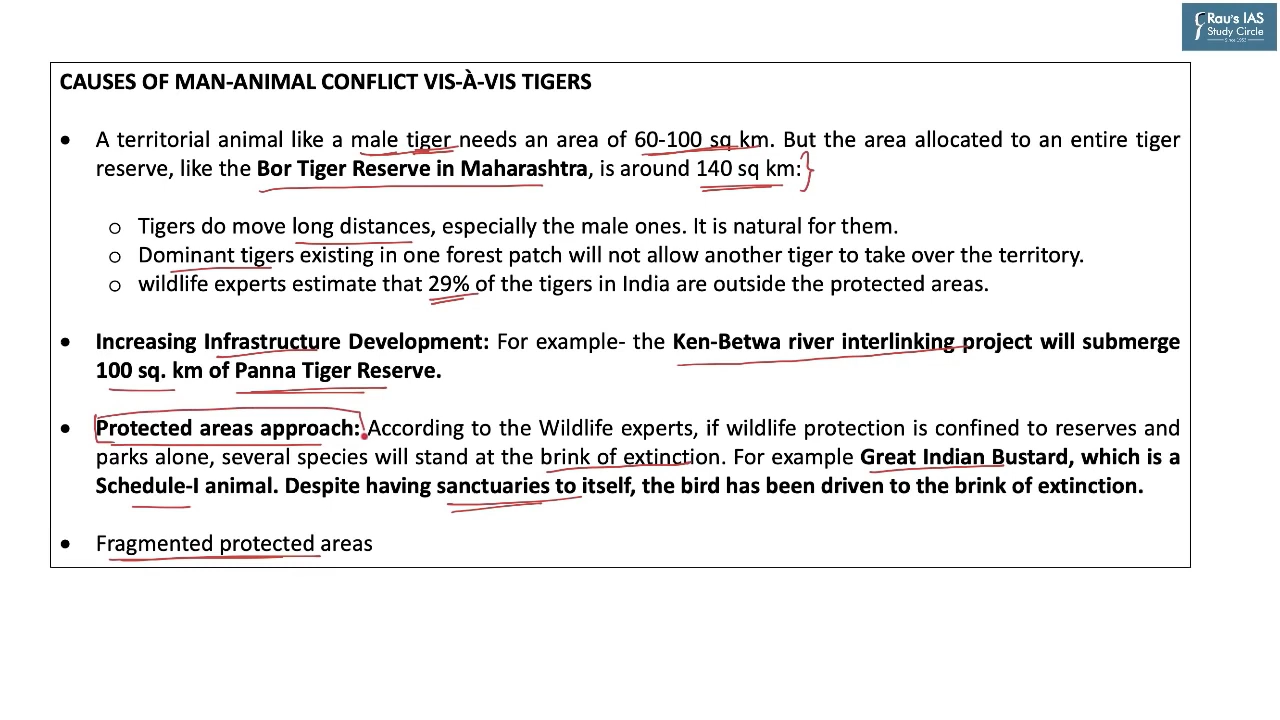 Rau's IAS
Study Circle
Since 1953
CAUSES OF MAN-ANIMAL CONFLICT VIS-À-VIS TIGERS
• A territorial animal like a male tiger needs an area of 60-100 sq km. But the area allocated to an entire tiger
reserve, like the Bor Tiger Reserve in Maharashtra, is around 140 sq km:
o Tigers do move long distances, especially the male ones. It is natural for them.
o Dominant tigers existing in one forest patch will not allow another tiger to take over the territory.
o wildlife experts estimate that 29% of the tigers in India are outside the protected areas.
• Increasing Infrastructure Development: For example- the Ken-Betwa river interlinking project will submerge
100 sq. km of Panna Tiger Reserve.
• Protected areas approach: According to the Wildlife experts, if wildlife protection is confined to reserves and
parks alone, several species will stand at the brink of extinction. For example Great Indian Bustard, which is a
Schedule-I animal. Despite having sanctuaries to itself, the bird has been driven to the brink of extinction.
• Fragmented protected areas